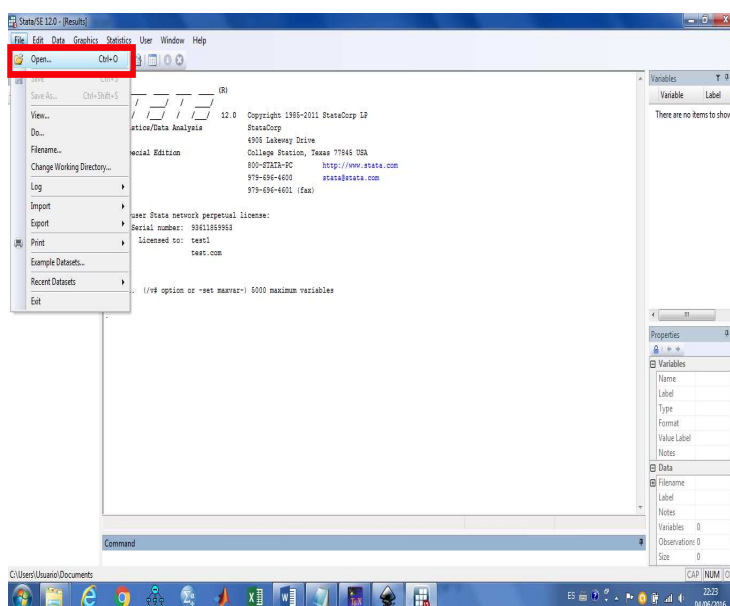 Stata/SE 12.0 - [Results]
File Edit Data Graphics Statistics User Window Help
Open... Ctrl+O
Save Ctrl+S
Save As... Ctrl+Shift+S
View...
Do...
Filename...
Change Working Directory...
Log
Import
Export
Print
Example Datasets...
Recent Datasets
Exit
(R)
12.0 Copyright 1985-2011 StataCorp LP
istics/Data Analysis StataCorp
4905 Lakeway Drive
ecial Edition College Station, Texas 77845 USA
800-STATA-PC http://www.stata.com
979-696-4600 stata@stata.com
979-696-4601 (fax)
user Stata network perpetual license:
Serial number: 93611859953
Licensed to: test1
test.com
. (/v# option or -set maxvar-) 5000 maximum variables
.
Variables
Variable Label
There are no items to show
Properties
Variables
Name
Label
Type
Format
Value Label
Notes
Data
Filename
Label
Notes
Variables 0
Observations 0
Size 0
Command
C:\Users\Usuario\Documents
CAP NUM O
ES
22:23
04/06/2016